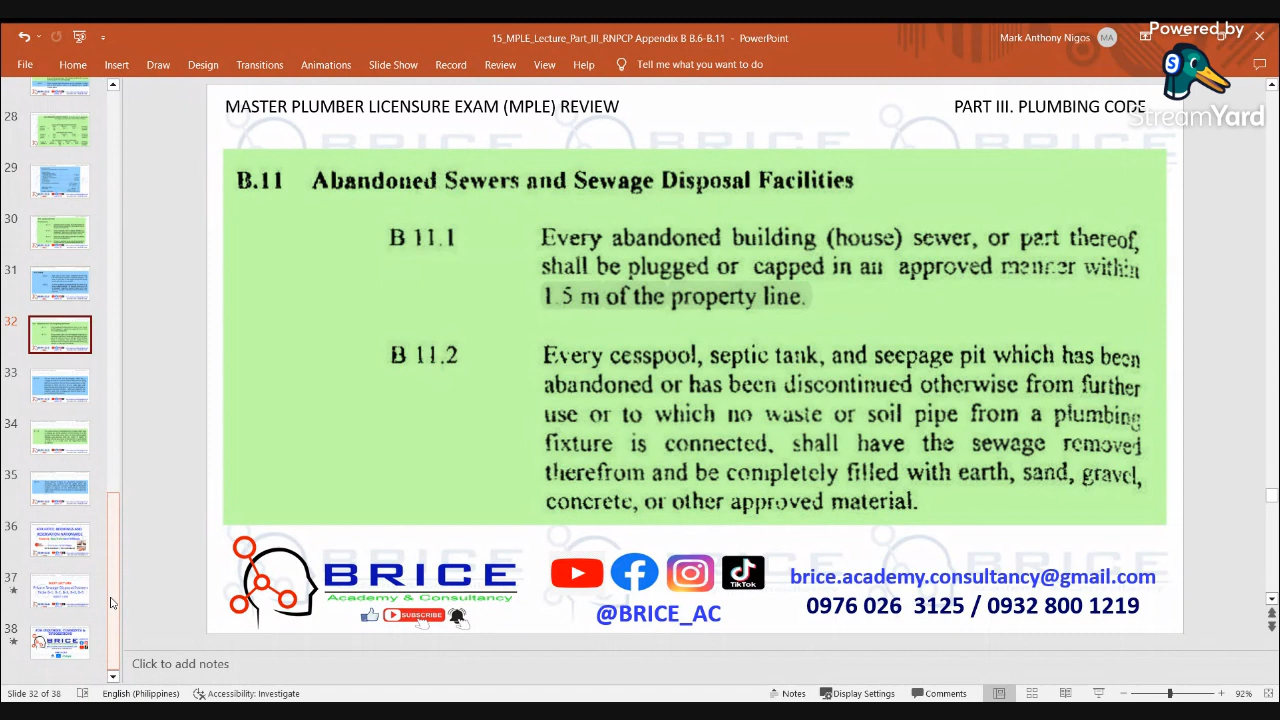 15_MPLE_Lecture_Part_III_RNPCP Appendix B B.6-B.11 - PowerPoint
Mark Anthony Nigos
MA
Powered by
StreamYard
File Home Insert Draw Design Transitions Animations Slide Show Record Review View Help Tell me what you want to do
28
29
30
31
32
33
34
35
36
37
38
MASTER PLUMBER LICENSURE EXAM (MPLE) REVIEW
PART III. PLUMBING CODE
B.11 Abandoned Sewers and Sewage Disposal Facilities
B 11.1 Every abandoned building (house) sewer, or part thereof,
shall be plugged or capped in an approved manner within
1.5 m of the property line.
B 11.2 Every cesspool, septic tank, and seepage pit which has been
abandoned or has been discontinued otherwise from further
use or to which no waste or soil pipe from a plumbing
fixture is connected, shall have the sewage removed
therefrom and be completely filled with earth, sand, gravel,
concrete, or other approved material.
BRICE
Academy & Consultancy
SUBSCRIBE
TikTok
@BRICE_AC
brice.academy.consultancy@gmail.com
0976 026 3125 / 0932 800 1219
Click to add notes
Slide 32 of 38 English (Philippines) Accessibility: Investigate Notes Display Settings Comments 92%